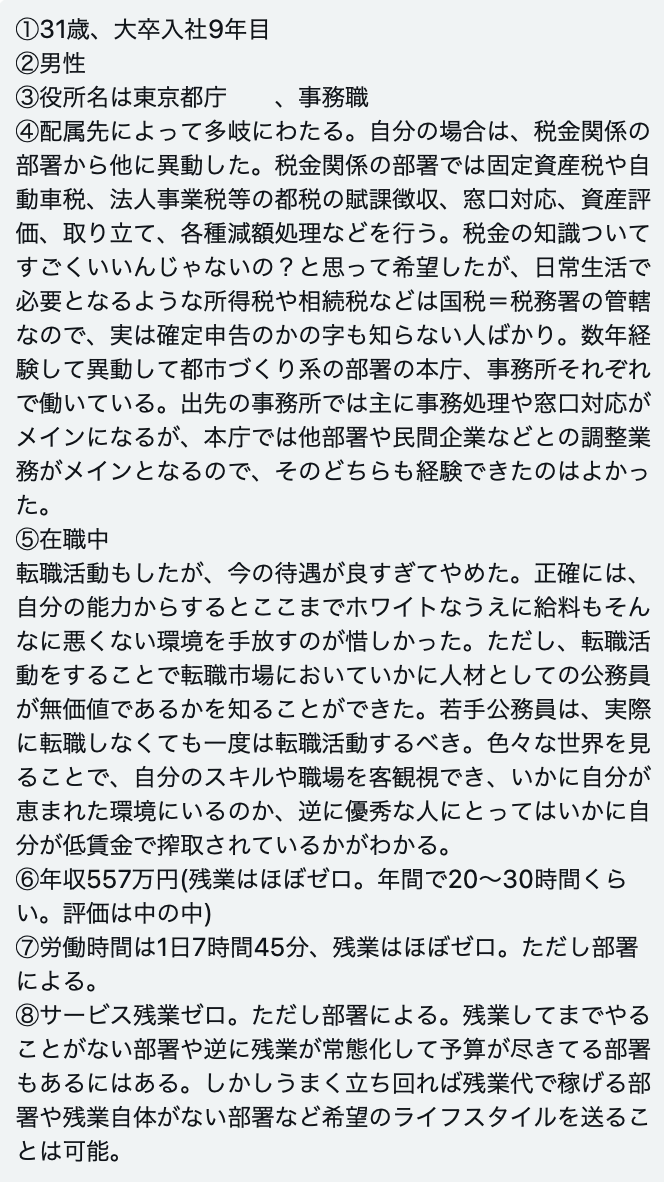 ①31歳、大卒入社9年目
②男性
③役所名は東京都庁　　、事務職
④配属先によって多岐にわたる。自分の場合は、税金関係の
部署から他に異動した。税金関係の部署では固定資産税や自
動車税、法人事業税等の都税の賦課徴収、窓口対応、資産評
価、取り立て、各種減額処理などを行う。税金の知識ついて
すごくいいんじゃないの？と思って希望したが、日常生活で
必要となるような所得税や相続税などは国税＝税務署の管轄
なので、実は確定申告のかの字も知らない人ばかり。数年経
験して異動して都市づくり系の部署の本庁、事務所それぞれ
で働いている。出先の事務所では主に事務処理や窓口対応が
メインになるが、本庁では他部署や民間企業などとの調整業
務がメインとなるので、そのどちらも経験できたのはよかっ
た。
⑤在職中
転職活動もしたが、今の待遇が良すぎてやめた。正確には、
自分の能力からするとここまでホワイトなうえに給料もそん
なに悪くない環境を手放すのが惜しかった。ただし、転職活
動をすることで転職市場においていかに人材としての公務員
が無価値であるかを知ることができた。若手公務員は、実際
に転職しなくても一度は転職活動するべき。色々な世界を見
ることで、自分のスキルや職場を客観視でき、いかに自分が
恵まれた環境にいるのか、逆に優秀な人にとってはいかに自
分が低賃金で搾取されているかがわかる。
⑥年収557万円(残業はほぼゼロ。年間で20〜30時間くら
い。評価は中の中)
⑦労働時間は1日7時間45分、残業はほぼゼロ。ただし部署
による。
⑧サービス残業ゼロ。ただし部署による。残業してまでやる
ことがない部署や逆に残業が常態化して予算が尽きてる部署
もあるにはある。しかしうまく立ち回れば残業代で稼げる部
署や残業自体がない部署など希望のライフスタイルを送るこ
とは可能。